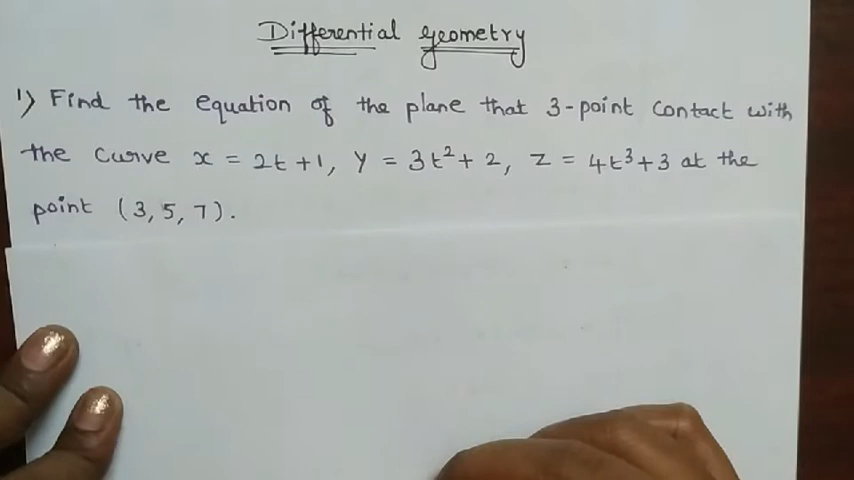 Differential geometry
1) Find the equation of the plane that 3-point contact with
the curve x = 2t+1, y = 3t²+2, z = 4t³+3 at the
point (3,5,7).